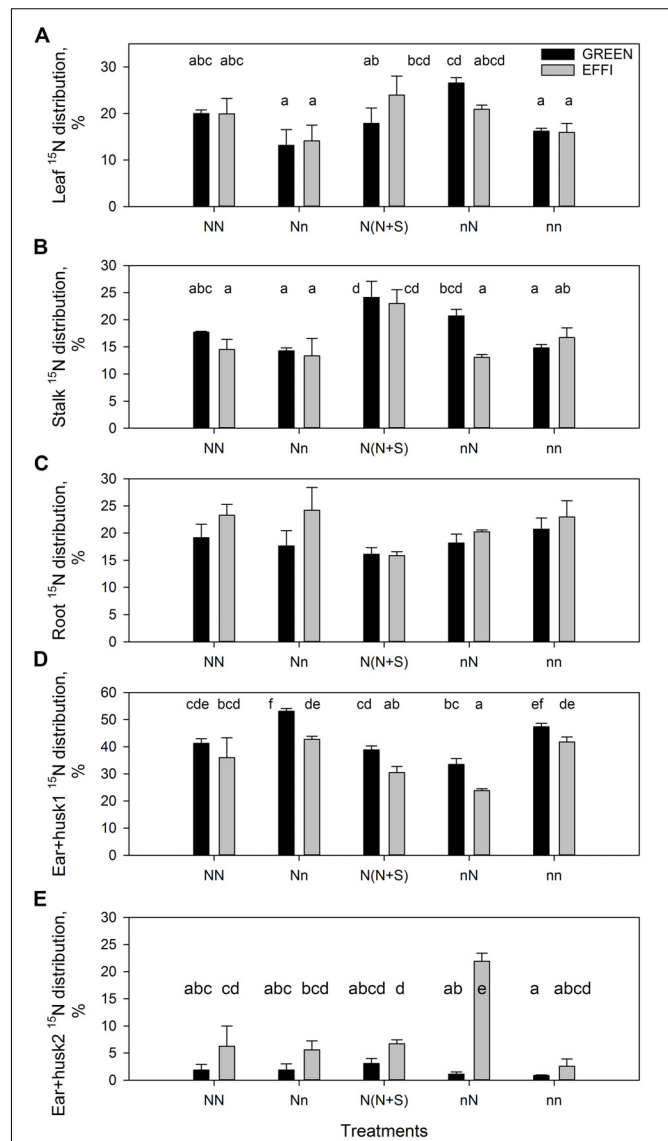 A
Leaf ¹⁵N distribution,
%
30
20
10
0
abc abc a a ab bcd cd abcd a a
GREEN
EFFI
NN Nn N(N+S) nN nn
B
Stalk ¹⁵N distribution,
%
30
25
20
15
10
5
0
abc a a a d cd bcd a a ab
NN Nn N(N+S) nN nn
C
Root ¹⁵N distribution,
%
30
25
20
15
10
5
0
NN Nn N(N+S) nN nn
D
Ear+husk1 ¹⁵N distribution,
%
60
50
40
30
20
10
0
cde bcd f de cd ab bc a ef de
NN Nn N(N+S) nN nn
E
Ear+husk2 ¹⁵N distribution,
%
30
25
20
15
10
5
0
abc cd abc bcd abcd d ab e a abcd
NN Nn N(N+S) nN nn
Treatments